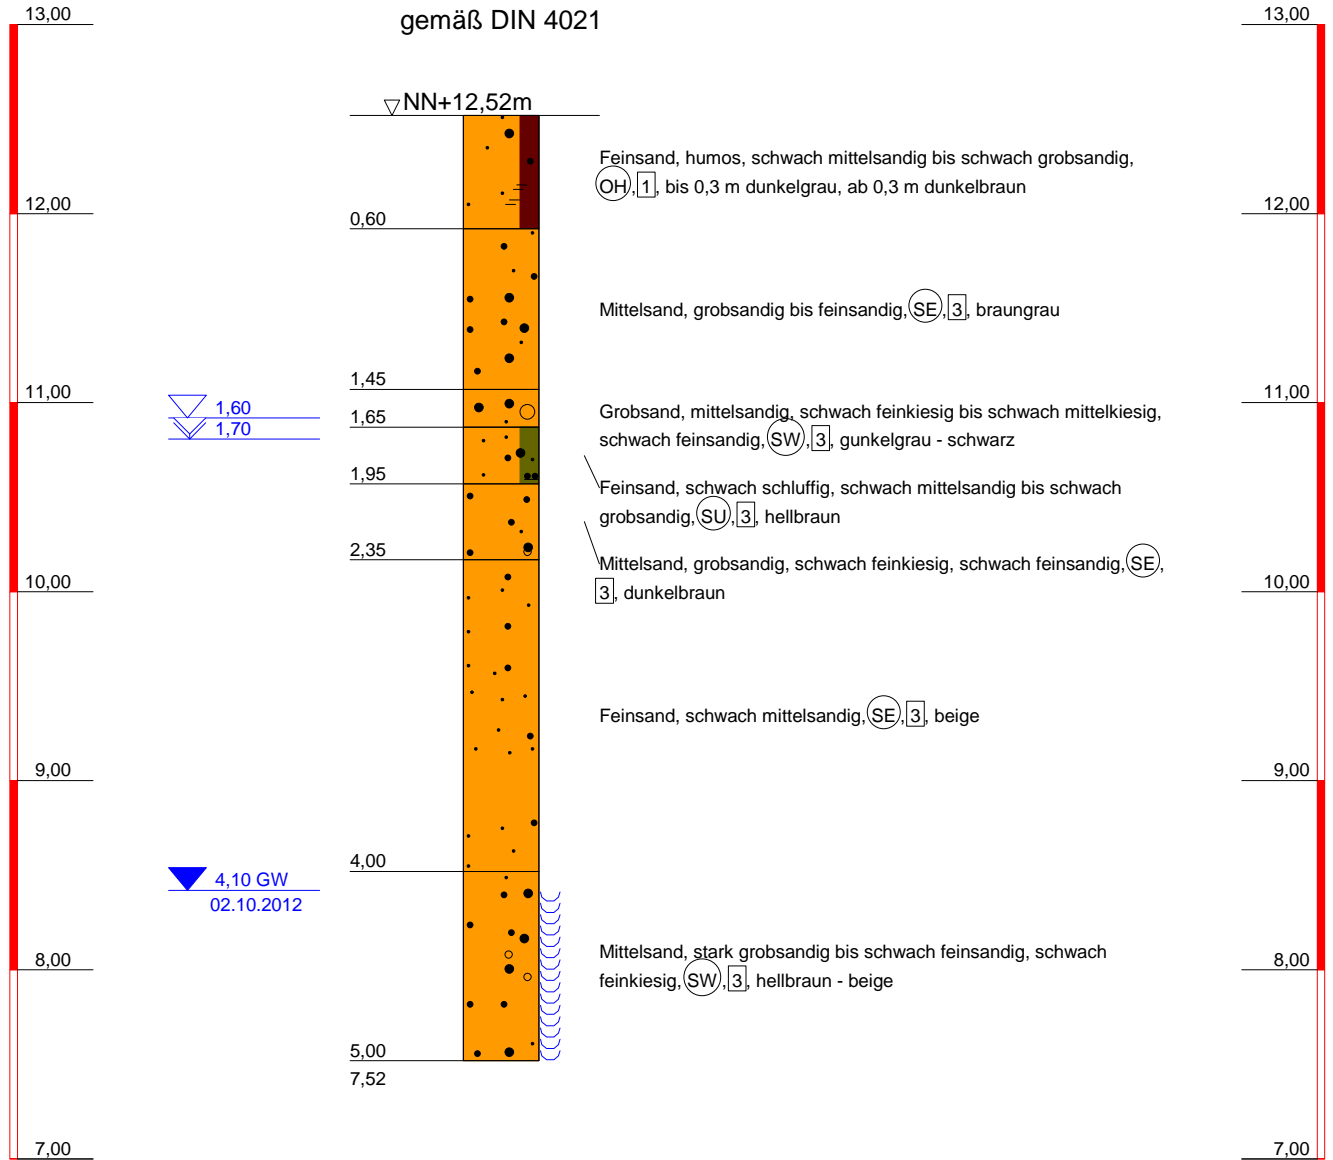 gemäß DIN 4021
13,00
13,00
NN+12,52m
Feinsand, humos, schwach mittelsandig bis schwach grobsandig,
OH, 1, bis 0,3 m dunkelgrau, ab 0,3 m dunkelbraun
12,00
12,00
0,60
Mittelsand, grobsandig bis feinsandig, SE, 3, braungrau
1,45
11,00
11,00
1,60
1,65
1,70
Grobsand, mittelsandig, schwach feinkiesig bis schwach mittelkiesig,
schwach feinsandig, SW, 3, gunkelgrau - schwarz
1,95
Feinsand, schwach schluffig, schwach mittelsandig bis schwach
grobsandig, SU, 3, hellbraun
2,35
Mittelsand, grobsandig, schwach feinkiesig, schwach feinsandig, SE,
3, dunkelbraun
10,00
10,00
Feinsand, schwach mittelsandig, SE, 3, beige
9,00
9,00
4,00
4,10 GW
02.10.2012
Mittelsand, stark grobsandig bis schwach feinsandig, schwach
feinkiesig, SW, 3, hellbraun - beige
8,00
8,00
5,00
7,52
7,00
7,00